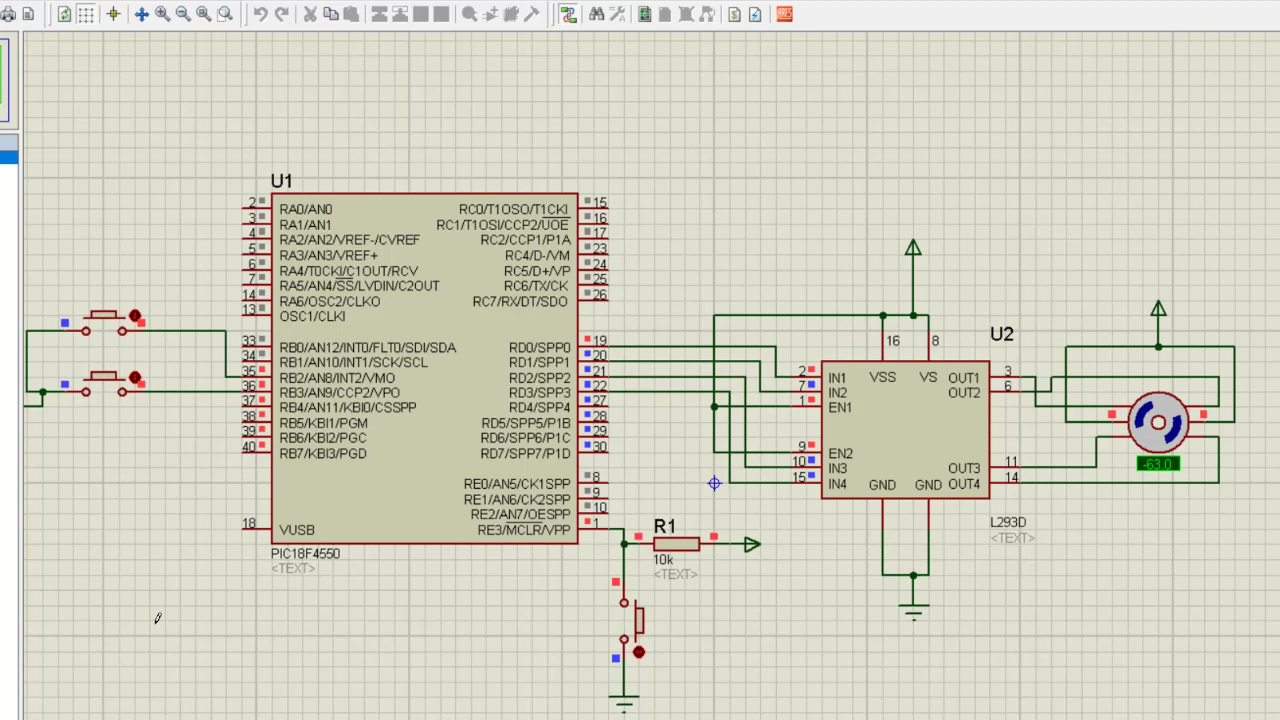 U1
2 RA0/AN0 RC0/T1OSO/T1CKI 15
3 RA1/AN1 RC1/T1OSI/CCP2/UOE 16
4 RA2/AN2/VREF-/CVREF RC2/CCP1/P1A 17
5 RA3/AN3/VREF+ RC4/D-/VM 23
6 RA4/T0CKI/C1OUT/RCV RC5/D+/VP 24
7 RA5/AN4/SS/LVDIN/C2OUT RC6/TX/CK 25
14 RA6/OSC2/CLKO RC7/RX/DT/SDO 26
13 OSC1/CLKI
33 RB0/AN12/INT0/FLT0/SDI/SDA RD0/SPP0 19
34 RB1/AN10/INT1/SCK/SCL RD1/SPP1 20
35 RB2/AN8/INT2/VMO RD2/SPP2 21
36 RB3/AN9/CCP2/VPO RD3/SPP3 22
37 RB4/AN11/KBI0/CSSPP RD4/SPP4 27
38 RB5/KBI1/PGM RD5/SPP5/P1B 28
39 RB6/KBI2/PGC RD6/SPP6/P1C 29
40 RB7/KBI3/PGD RD7/SPP7/P1D 30
RE0/AN5/CK1SPP 8
RE1/AN6/CK2SPP 9
RE2/AN7/OESPP 10
18 VUSB RE3/MCLR/VPP 1
PIC18F4550
<TEXT>
R1
10k
<TEXT>
U2
16 8
VSS VS
2 IN1 OUT1 3
7 IN2 OUT2 6
1 EN1
9 EN2
10 IN3 OUT3 11
15 IN4 OUT4 14
GND GND
L293D
<TEXT>
-63.0
ARES